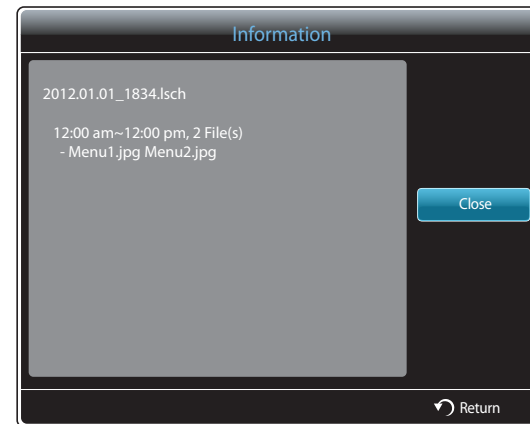 Information
2012.01.01_1834.lsch
12:00 am~12:00 pm, 2 File(s)
- Menu1.jpg Menu2.jpg
Close
Return